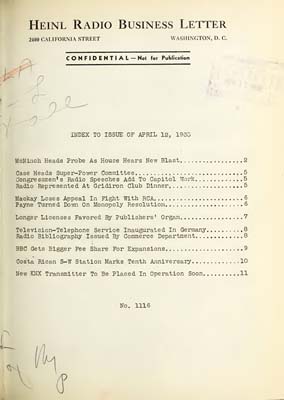 HEINL RADIO BUSINESS LETTER
2400 CALIFORNIA STREET WASHINGTON, D. C.
CONFIDENTIAL — Not for Publication
INDEX TO ISSUE OF APRIL 12, 1938
McNinch Heads Probe As House Hears New Blast.................2
Case Heads Super-Power Committee.............................5
Congressmen's Radio Speeches Add To Capitol Work.............5
Radio Represented At Gridiron Club Dinner....................5
Mackay Loses Appeal In Fight With RCA........................6
Payne Turned Down On Monopoly Resolution.....................6
Longer Licenses Favored By Publishers' Organ.................7
Television-Telephone Service Inaugurated In Germany..........8
Radio Bibliography Issued By Commerce Department.............8
BBC Gets Bigger Fee Share For Expansions.....................9
Costa Rican S-W Station Marks Tenth Anniversary.............10
New KNX Transmitter To Be Placed In Operation Soon..........11
No. 1116